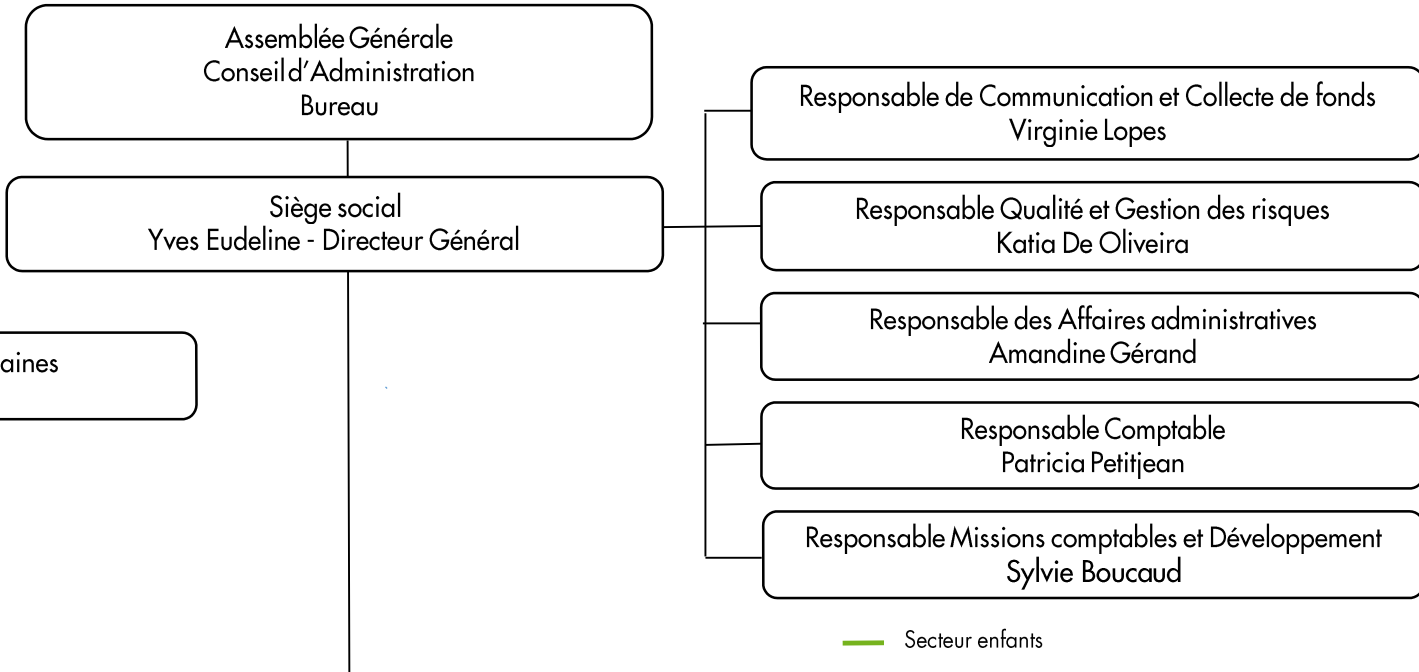 Assemblée Générale
Conseil d'Administration
Bureau
Siège social
Yves Eudeline - Directeur Général
aines
Responsable de Communication et Collecte de fonds
Virginie Lopes
Responsable Qualité et Gestion des risques
Katia De Oliveira
Responsable des Affaires administratives
Amandine Gérand
Responsable Comptable
Patricia Petitjean
Responsable Missions comptables et Développement
Sylvie Boucaud
Secteur enfants